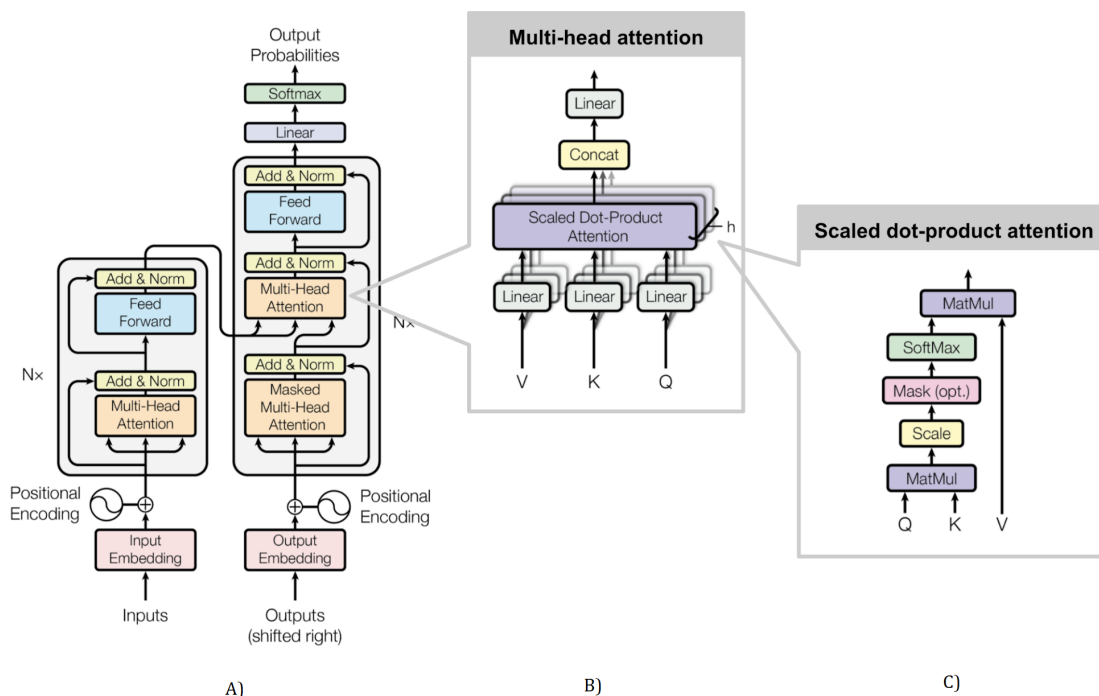 Output
Probabilities
Softmax
Linear
Add & Norm
Feed
Forward
Add & Norm
Multi-Head
Attention
Nx
Add & Norm
Masked
Multi-Head
Attention
Positional
Encoding
Output
Embedding
Outputs
(shifted right)
Add & Norm
Feed
Forward
N×
Add & Norm
Multi-Head
Attention
Positional
Encoding
Input
Embedding
Inputs
A)
Multi-head attention
Linear
Concat
Scaled Dot-Product
Attention
h
Linear Linear Linear
V K Q
B)
Scaled dot-product attention
MatMul
SoftMax
Mask (opt.)
Scale
MatMul
Q K V
C)